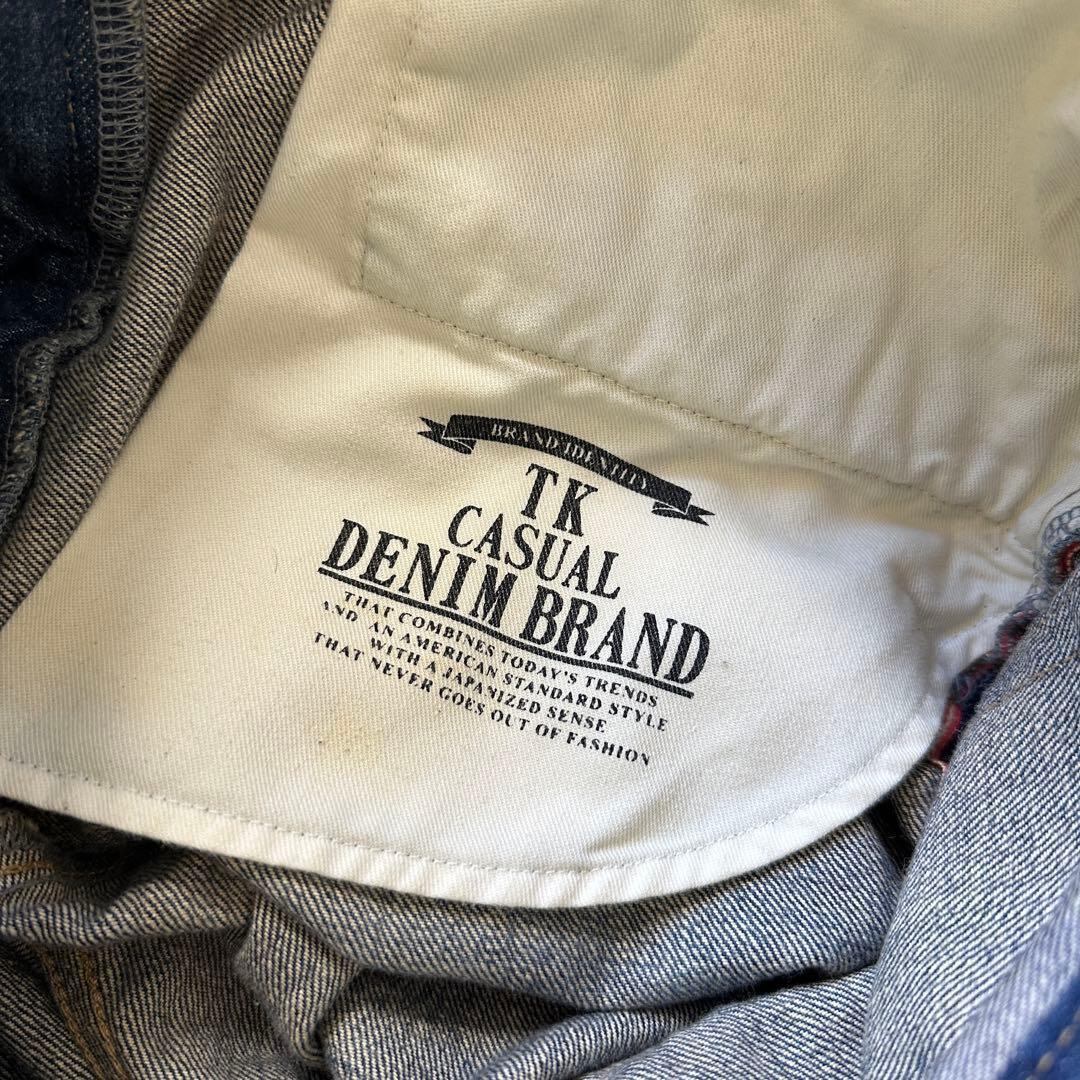 BRAND IDENTITY
TK
CASUAL
DENIM BRAND
THAT COMBINES TODAY'S TRENDS
AND AN AMERICAN STANDARD STYLE
WITH A JAPANIZED SENSE
THAT NEVER GOES OUT OF FASHION